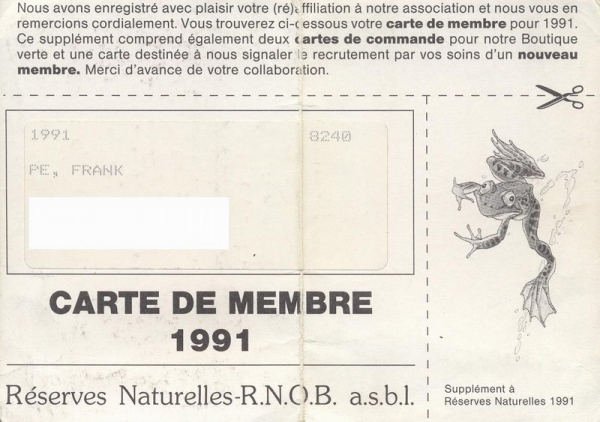 Nous avons enregistré avec plaisir votre (ré)affiliation à notre association et nous vous en
remercions cordialement. Vous trouverez ci-dessous votre carte de membre pour 1991.
Ce supplément comprend également deux cartes de commande pour notre Boutique
verte et une carte destinée à nous signaler le recrutement par vos soins d'un nouveau
membre. Merci d'avance de votre collaboration.
1991 8240
PE, FRANK
CARTE DE MEMBRE
1991
Réserves Naturelles-R.N.O.B. a.s.b.l.
Supplément à
Réserves Naturelles 1991